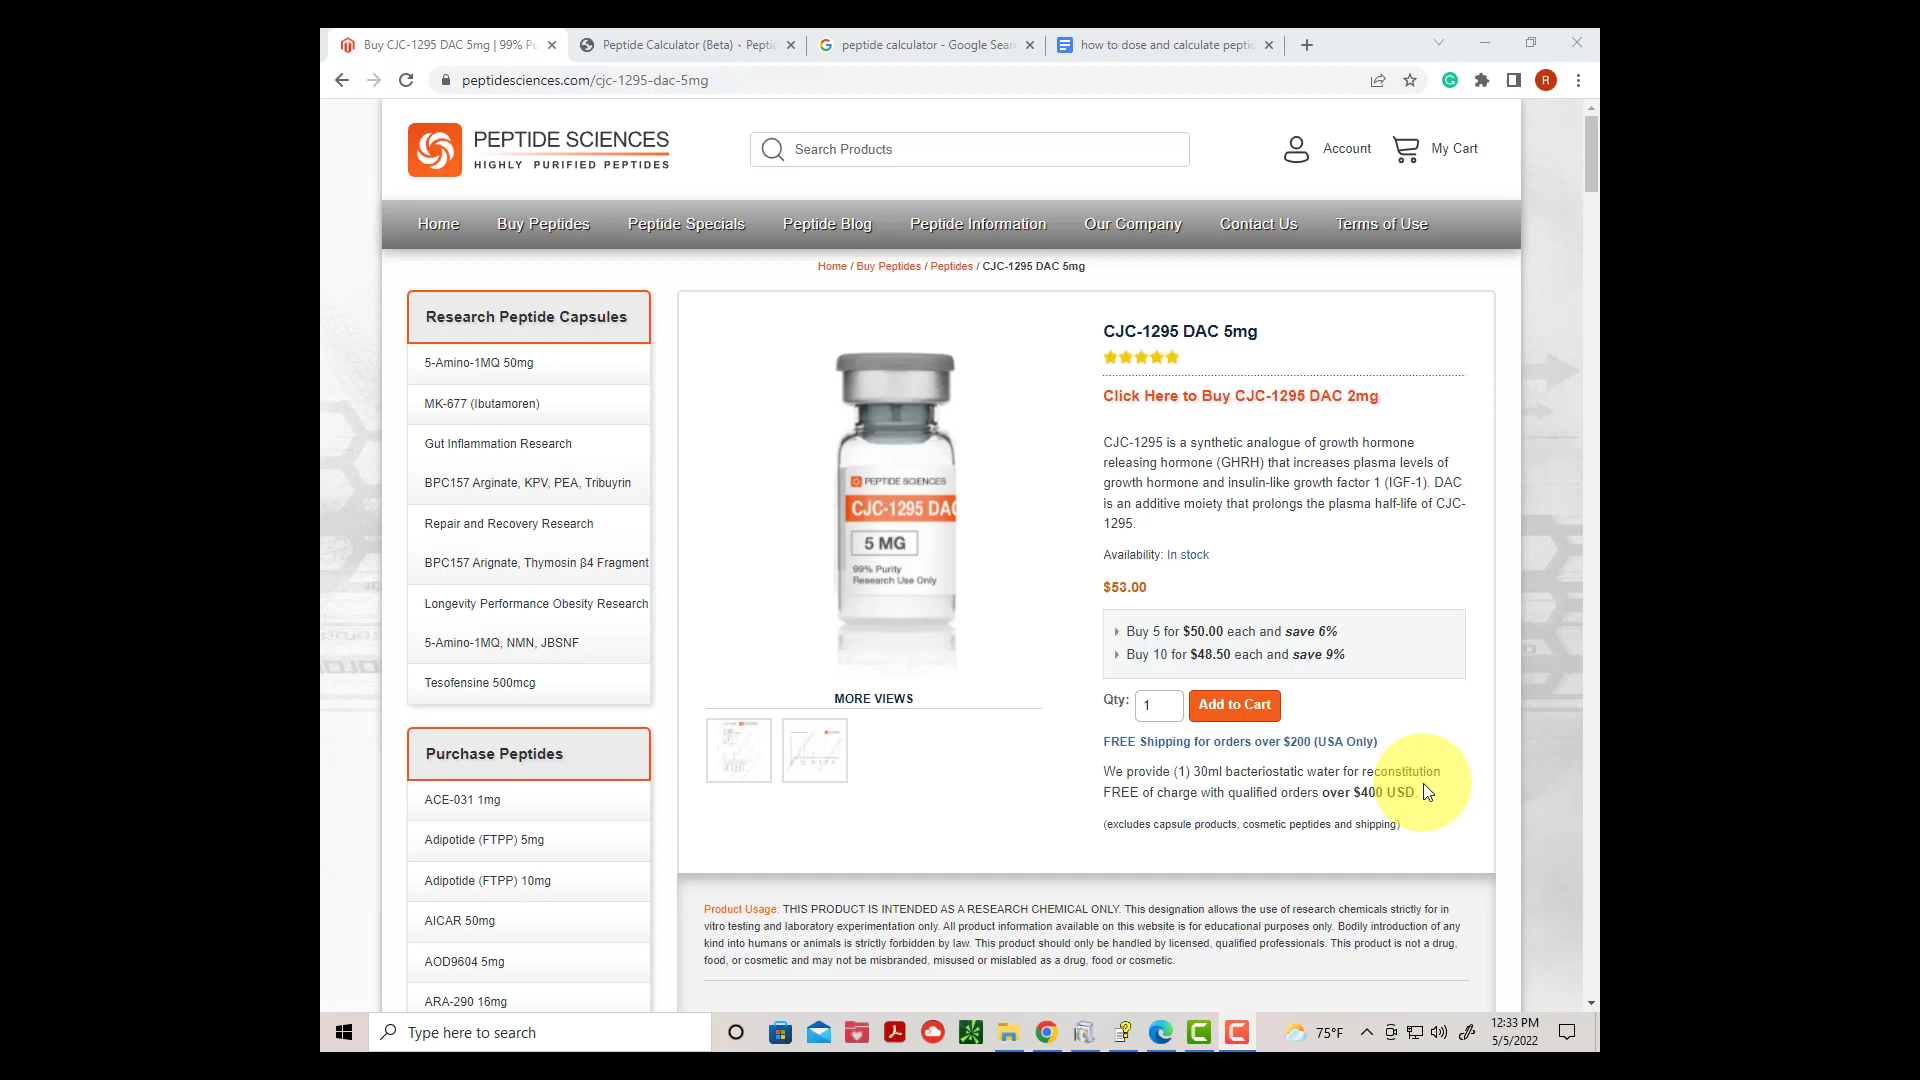 Buy CJC-1295 DAC 5mg | 99% Pu
Peptide Calculator (Beta) • Peptid
peptide calculator - Google Sear
how to dose and calculate peptid
peptidesciences.com/cjc-1295-dac-5mg
R
PEPTIDE SCIENCES
HIGHLY PURIFIED PEPTIDES
Search Products
Account
My Cart
Home
Buy Peptides
Peptide Specials
Peptide Blog
Peptide Information
Our Company
Contact Us
Terms of Use
Home / Buy Peptides / Peptides / CJC-1295 DAC 5mg
Research Peptide Capsules
5-Amino-1MQ 50mg
MK-677 (Ibutamoren)
Gut Inflammation Research
BPC157 Arginate, KPV, PEA, Tribuyrin
Repair and Recovery Research
BPC157 Arignate, Thymosin β4 Fragment
Longevity Performance Obesity Research
5-Amino-1MQ, NMN, JBSNF
Tesofensine 500mcg
Purchase Peptides
ACE-031 1mg
Adipotide (FTPP) 5mg
Adipotide (FTPP) 10mg
AICAR 50mg
AOD9604 5mg
ARA-290 16mg
PEPTIDE SCIENCES
CJC-1295 DAC
5 MG
99% Purity
Research Use Only
MORE VIEWS
CJC-1295 DAC 5mg
Click Here to Buy CJC-1295 DAC 2mg
CJC-1295 is a synthetic analogue of growth hormone
releasing hormone (GHRH) that increases plasma levels of
growth hormone and insulin-like growth factor 1 (IGF-1). DAC
is an additive moiety that prolongs the plasma half-life of CJC-
1295.
Availability: In stock
$53.00
Buy 5 for $50.00 each and save 6%
Buy 10 for $48.50 each and save 9%
Qty: 1 Add to Cart
FREE Shipping for orders over $200 (USA Only)
We provide (1) 30ml bacteriostatic water for reconstitution
FREE of charge with qualified orders over $400 USD.
(excludes capsule products, cosmetic peptides and shipping)
Product Usage: THIS PRODUCT IS INTENDED AS A RESEARCH CHEMICAL ONLY. This designation allows the use of research chemicals strictly for in
vitro testing and laboratory experimentation only. All product information available on this website is for educational purposes only. Bodily introduction of any
kind into humans or animals is strictly forbidden by law. This product should only be handled by licensed, qualified professionals. This product is not a drug,
food, or cosmetic and may not be misbranded, misused or mislabled as a drug, food or cosmetic.
Type here to search
75°F
12:33 PM
5/5/2022